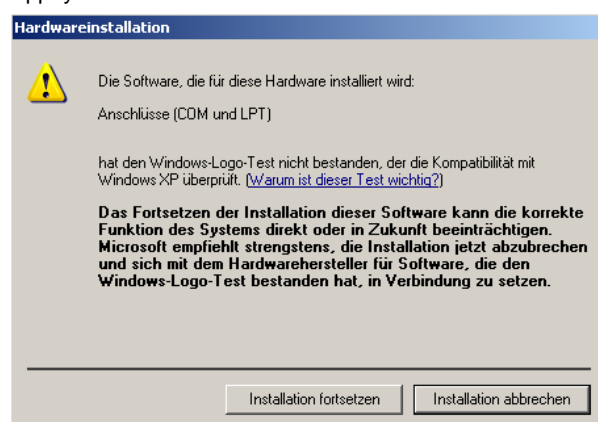 Hardwareinstallation
Die Software, die für diese Hardware installiert wird:
Anschlüsse (COM und LPT)
hat den Windows-Logo-Test nicht bestanden, der die Kompatibilität mit
Windows XP überprüft. (Warum ist dieser Test wichtig?)
Das Fortsetzen der Installation dieser Software kann die korrekte
Funktion des Systems direkt oder in Zukunft beeinträchtigen.
Microsoft empfiehlt strengstens, die Installation jetzt abzubrechen
und sich mit dem Hardwarehersteller für Software, die den
Windows-Logo-Test bestanden hat, in Verbindung zu setzen.
Installation fortsetzen
Installation abbrechen